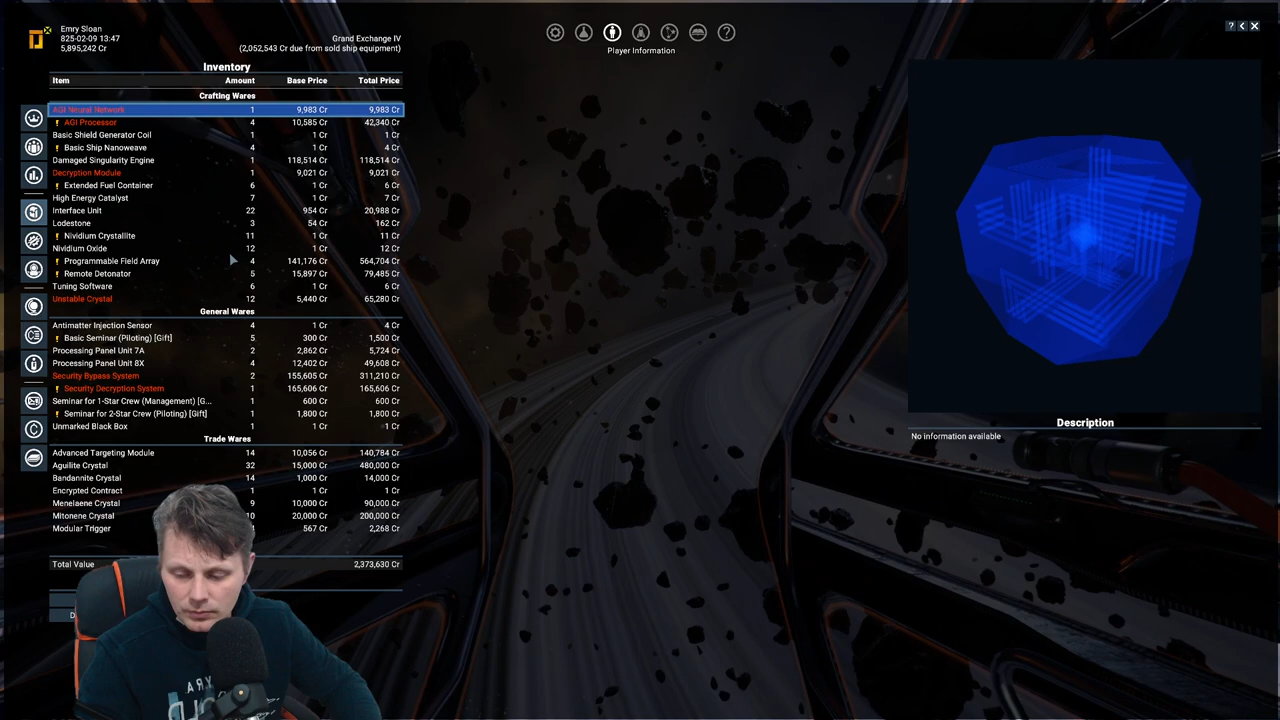 Emry Sloan
825-02-09 13:47
5,895,242 Cr
Grand Exchange IV
(2,052,543 Cr due from sold ship equipment)
Player Information
Inventory
Item Amount Base Price Total Price
Crafting Wares
AGI Neural Network 1 9,983 Cr 9,983 Cr
! AGI Processor 4 10,585 Cr 42,340 Cr
Basic Shield Generator Coil 1 1 Cr 1 Cr
! Basic Ship Nanoweave 4 1 Cr 4 Cr
Damaged Singularity Engine 1 118,514 Cr 118,514 Cr
Decryption Module 1 9,021 Cr 9,021 Cr
! Extended Fuel Container 6 1 Cr 6 Cr
High Energy Catalyst 7 1 Cr 7 Cr
Interface Unit 22 954 Cr 20,988 Cr
Lodestone 3 54 Cr 162 Cr
! Nividium Crystallite 11 1 Cr 11 Cr
Nividium Oxide 12 1 Cr 12 Cr
! Programmable Field Array 4 141,176 Cr 564,704 Cr
! Remote Detonator 5 15,897 Cr 79,485 Cr
Tuning Software 6 1 Cr 6 Cr
Unstable Crystal 12 5,440 Cr 65,280 Cr
General Wares
Antimatter Injection Sensor 4 1 Cr 4 Cr
! Basic Seminar (Piloting) [Gift] 5 300 Cr 1,500 Cr
Processing Panel Unit 7A 2 2,862 Cr 5,724 Cr
Processing Panel Unit 8X 4 12,402 Cr 49,608 Cr
Security Bypass System 2 155,605 Cr 311,210 Cr
! Security Decryption System 1 165,606 Cr 165,606 Cr
Seminar for 1-Star Crew (Management) [G... 1 600 Cr 600 Cr
! Seminar for 2-Star Crew (Piloting) [Gift] 1 1,800 Cr 1,800 Cr
Unmarked Black Box 1 1 Cr 1 Cr
Trade Wares
Advanced Targeting Module 14 10,056 Cr 140,784 Cr
Aguilite Crystal 32 15,000 Cr 480,000 Cr
Bandannite Crystal 14 1,000 Cr 14,000 Cr
Encrypted Contract 1 1 Cr 1 Cr
Menelaene Crystal 9 10,000 Cr 90,000 Cr
Mitonene Crystal 10 20,000 Cr 200,000 Cr
Modular Trigger 567 Cr 2,268 Cr
Total Value 2,373,630 Cr
D
Description
No information available